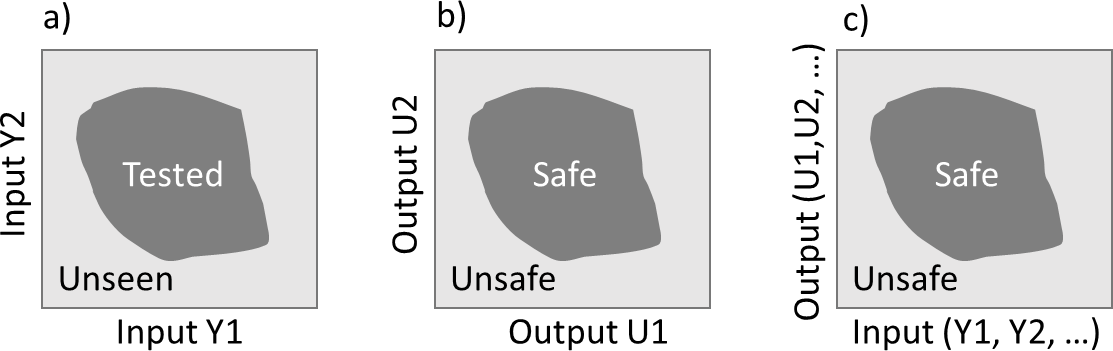 a)
Input Y2
Tested
Unseen
Input Y1
b)
Output U2
Safe
Unsafe
Output U1
c)
Output (U1,U2, ...)
Safe
Unsafe
Input (Y1, Y2, ...)